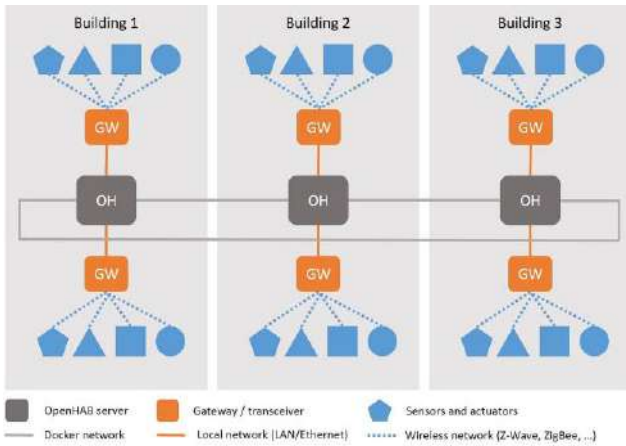 Building 1 Building 2 Building 3
GW GW GW
OH OH OH
GW GW GW
OpenHAB server Gateway / transceiver Sensors and actuators
Docker network Local network (LAN/Ethernet) Wireless network (Z-Wave, ZIgBee, ...)